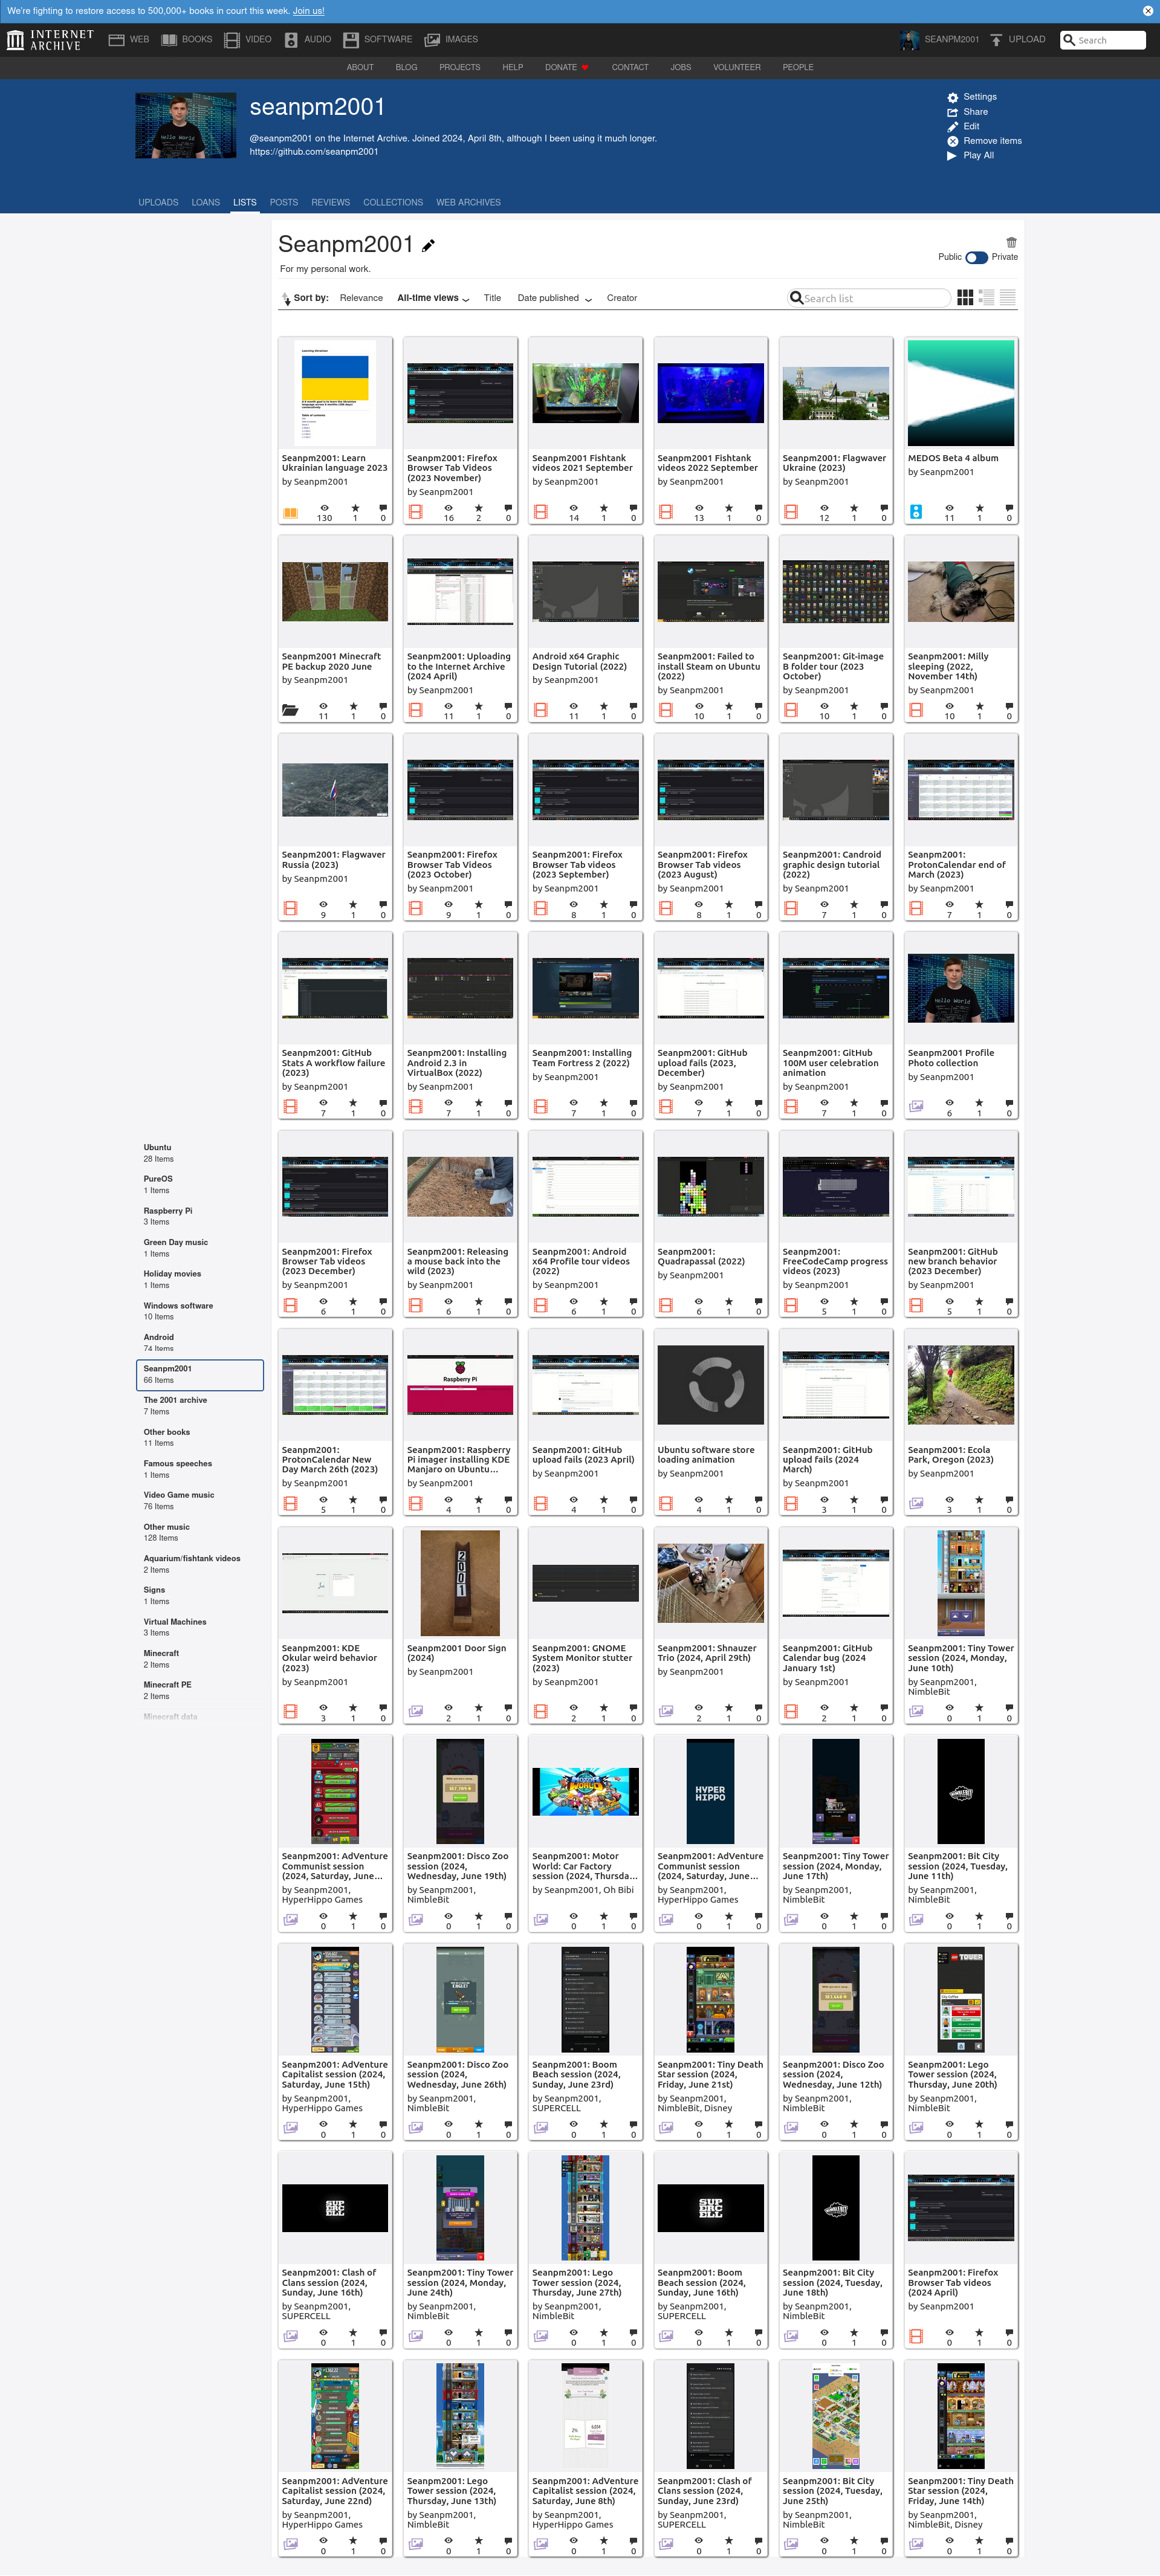 We're fighting to restore access to 500,000+ books in court this week. Join us!
INTERNET ARCHIVE
WEB BOOKS VIDEO AUDIO SOFTWARE IMAGES SEANPM2001 UPLOAD Search
ABOUT BLOG PROJECTS HELP DONATE CONTACT JOBS VOLUNTEER PEOPLE
seanpm2001
@seanpm2001 on the Internet Archive. Joined 2024, April 8th, although I been using it much longer.
https://github.com/seanpm2001
Settings
Share
Edit
Remove items
Play All
UPLOADS LOANS LISTS POSTS REVIEWS COLLECTIONS WEB ARCHIVES
Seanpm2001
For my personal work.
Public Private
Sort by: Relevance All-time views Title Date published Creator Search list
Ubuntu
28 Items
PureOS
1 Items
Raspberry Pi
3 Items
Green Day music
1 Items
Holiday movies
1 Items
Windows software
10 Items
Android
74 Items
Seanpm2001
66 Items
The 2001 archive
7 Items
Other books
11 Items
Famous speeches
1 Items
Video Game music
76 Items
Other music
128 Items
Aquarium/fishtank videos
2 Items
Signs
1 Items
Virtual Machines
3 Items
Minecraft
2 Items
Minecraft PE
2 Items
Minecraft data
Seanpm2001: Learn Ukrainian language 2023
by Seanpm2001
130 1 0
Seanpm2001: Firefox Browser Tab Videos (2023 November)
by Seanpm2001
16 2 0
Seanpm2001 Fishtank videos 2021 September
by Seanpm2001
14 1 0
Seanpm2001 Fishtank videos 2022 September
by Seanpm2001
13 1 0
Seanpm2001: Flagwaver Ukraine (2023)
by Seanpm2001
12 1 0
MEDOS Beta 4 album
by Seanpm2001
11 1 0
Seanpm2001 Minecraft PE backup 2020 June
by Seanpm2001
11 1 0
Seanpm2001: Uploading to the Internet Archive (2024 April)
by Seanpm2001
11 1 0
Android x64 Graphic Design Tutorial (2022)
by Seanpm2001
11 1 0
Seanpm2001: Failed to install Steam on Ubuntu (2022)
by Seanpm2001
10 1 0
Seanpm2001: Git-image B folder tour (2023 October)
by Seanpm2001
10 1 0
Seanpm2001: Milly sleeping (2022, November 14th)
by Seanpm2001
10 1 0
Seanpm2001: Flagwaver Russia (2023)
by Seanpm2001
9 1 0
Seanpm2001: Firefox Browser Tab Videos (2023 October)
by Seanpm2001
9 1 0
Seanpm2001: Firefox Browser Tab videos (2023 September)
by Seanpm2001
8 1 0
Seanpm2001: Firefox Browser Tab videos (2023 August)
by Seanpm2001
8 1 0
Seanpm2001: Candroid graphic design tutorial (2022)
by Seanpm2001
7 1 0
Seanpm2001: ProtonCalendar end of March (2023)
by Seanpm2001
7 1 0
Seanpm2001: GitHub Stats A workflow failure (2023)
by Seanpm2001
7 1 0
Seanpm2001: Installing Android 2.3 in VirtualBox (2022)
by Seanpm2001
7 1 0
Seanpm2001: Installing Team Fortress 2 (2022)
by Seanpm2001
7 1 0
Seanpm2001: GitHub upload fails (2023, December)
by Seanpm2001
7 1 0
Seanpm2001: GitHub 100M user celebration animation
by Seanpm2001
7 1 0
Hello World
Seanpm2001 Profile Photo collection
by Seanpm2001
6 1 0
Seanpm2001: Firefox Browser Tab videos (2023 December)
by Seanpm2001
6 1 0
Seanpm2001: Releasing a mouse back into the wild (2023)
by Seanpm2001
6 1 0
Seanpm2001: Android x64 Profile tour videos (2022)
by Seanpm2001
6 1 0
Seanpm2001: Quadrapassal (2022)
by Seanpm2001
6 1 0
Seanpm2001: FreeCodeCamp progress videos (2023)
by Seanpm2001
5 1 0
Seanpm2001: GitHub new branch behavior (2023 December)
by Seanpm2001
5 1 0
Seanpm2001: ProtonCalendar New Day March 26th (2023)
by Seanpm2001
5 1 0
Raspberry Pi
Seanpm2001: Raspberry Pi imager installing KDE Manjaro on Ubuntu...
by Seanpm2001
4 1 0
Seanpm2001: GitHub upload fails (2023 April)
by Seanpm2001
4 1 0
Ubuntu software store loading animation
by Seanpm2001
4 1 0
Seanpm2001: GitHub upload fails (2024 March)
by Seanpm2001
3 1 0
Seanpm2001: Ecola Park, Oregon (2023)
by Seanpm2001
3 1 0
Seanpm2001: KDE Okular weird behavior (2023)
by Seanpm2001
3 1 0
2001
Seanpm2001 Door Sign (2024)
by Seanpm2001
2 1 0
Seanpm2001: GNOME System Monitor stutter (2023)
by Seanpm2001
2 1 0
Seanpm2001: Shnauzer Trio (2024, April 29th)
by Seanpm2001
2 1 0
Seanpm2001: GitHub Calendar bug (2024 January 1st)
by Seanpm2001
2 1 0
Seanpm2001: Tiny Tower session (2024, Monday, June 10th)
by Seanpm2001, NimbleBit
0 1 0
Seanpm2001: AdVenture Communist session (2024, Saturday, June...
by Seanpm2001, HyperHippo Games
0 1 0
Seanpm2001: Disco Zoo session (2024, Wednesday, June 19th)
by Seanpm2001, NimbleBit
0 1 0
Seanpm2001: Motor World: Car Factory session (2024, Thursda...
by Seanpm2001, Oh Bibi
0 1 0
HYPER HIPPO
Seanpm2001: AdVenture Communist session (2024, Saturday, June...
by Seanpm2001, HyperHippo Games
0 1 0
Seanpm2001: Tiny Tower session (2024, Monday, June 17th)
by Seanpm2001, NimbleBit
0 1 0
Seanpm2001: Bit City session (2024, Tuesday, June 11th)
by Seanpm2001, NimbleBit
0 1 0
Seanpm2001: AdVenture Capitalist session (2024, Saturday, June 15th)
by Seanpm2001, HyperHippo Games
0 1 0
Seanpm2001: Disco Zoo session (2024, Wednesday, June 26th)
by Seanpm2001, NimbleBit
0 1 0
Seanpm2001: Boom Beach session (2024, Sunday, June 23rd)
by Seanpm2001, SUPERCELL
0 1 0
Seanpm2001: Tiny Death Star session (2024, Friday, June 21st)
by Seanpm2001, NimbleBit, Disney
0 1 0
Seanpm2001: Disco Zoo session (2024, Wednesday, June 12th)
by Seanpm2001, NimbleBit
0 1 0
TOWER
Seanpm2001: Lego Tower session (2024, Thursday, June 20th)
by Seanpm2001, NimbleBit
0 1 0
SUPERCELL
Seanpm2001: Clash of Clans session (2024, Sunday, June 16th)
by Seanpm2001, SUPERCELL
0 1 0
Seanpm2001: Tiny Tower session (2024, Monday, June 24th)
by Seanpm2001, NimbleBit
0 1 0
Seanpm2001: Lego Tower session (2024, Thursday, June 27th)
by Seanpm2001, NimbleBit
0 1 0
SUPERCELL
Seanpm2001: Boom Beach session (2024, Sunday, June 16th)
by Seanpm2001, SUPERCELL
0 1 0
Seanpm2001: Bit City session (2024, Tuesday, June 18th)
by Seanpm2001, NimbleBit
0 1 0
Seanpm2001: Firefox Browser Tab videos (2024 April)
by Seanpm2001
0 1 0
Seanpm2001: AdVenture Capitalist session (2024, Saturday, June 22nd)
by Seanpm2001, HyperHippo Games
0 1 0
Seanpm2001: Lego Tower session (2024, Thursday, June 13th)
by Seanpm2001, NimbleBit
0 1 0
Seanpm2001: AdVenture Capitalist session (2024, Saturday, June 8th)
by Seanpm2001, HyperHippo Games
0 1 0
Seanpm2001: Clash of Clans session (2024, Sunday, June 23rd)
by Seanpm2001, SUPERCELL
0 1 0
Seanpm2001: Bit City session (2024, Tuesday, June 25th)
by Seanpm2001, NimbleBit
0 1 0
Seanpm2001: Tiny Death Star session (2024, Friday, June 14th)
by Seanpm2001, NimbleBit, Disney
0 1 0